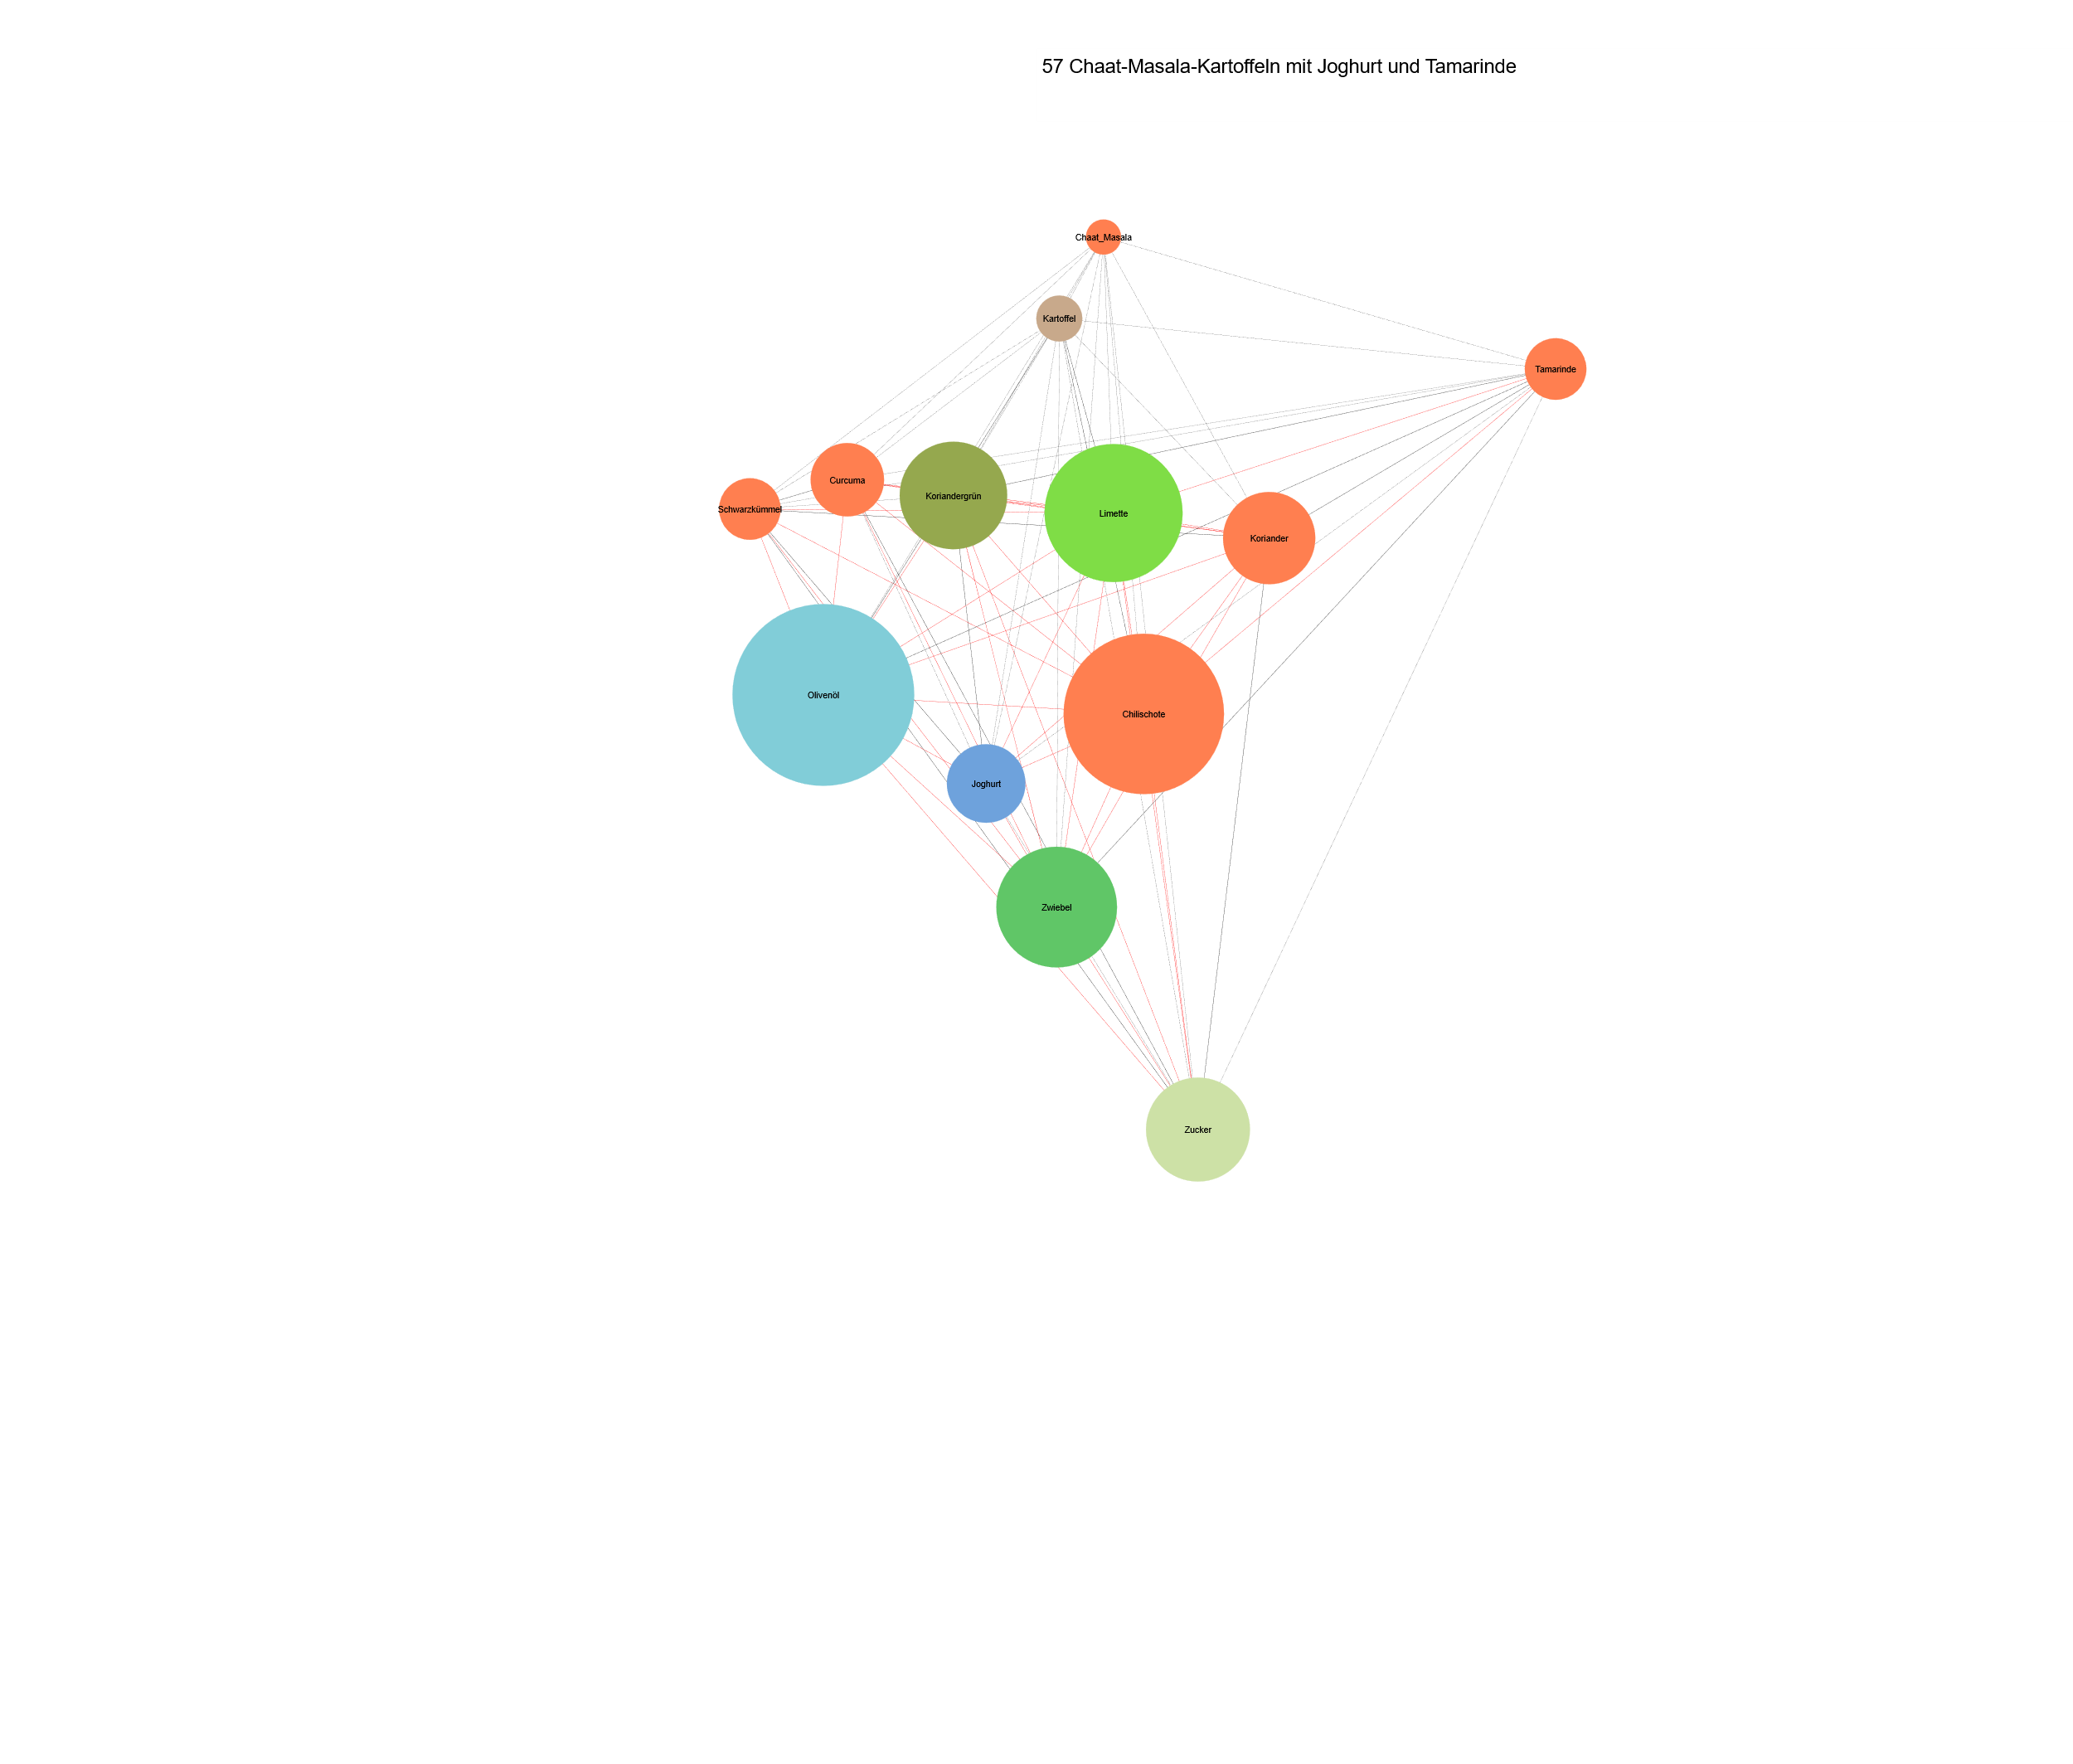 57 Chaat-Masala-Kartoffeln mit Joghurt und Tamarinde
Chaat_Masala
Kartoffel
Tamarinde
Curcuma
Koriandergrün
Schwarzkümmel
Limette
Koriander
Olivenöl
Chilischote
Joghurt
Zwiebel
Zucker